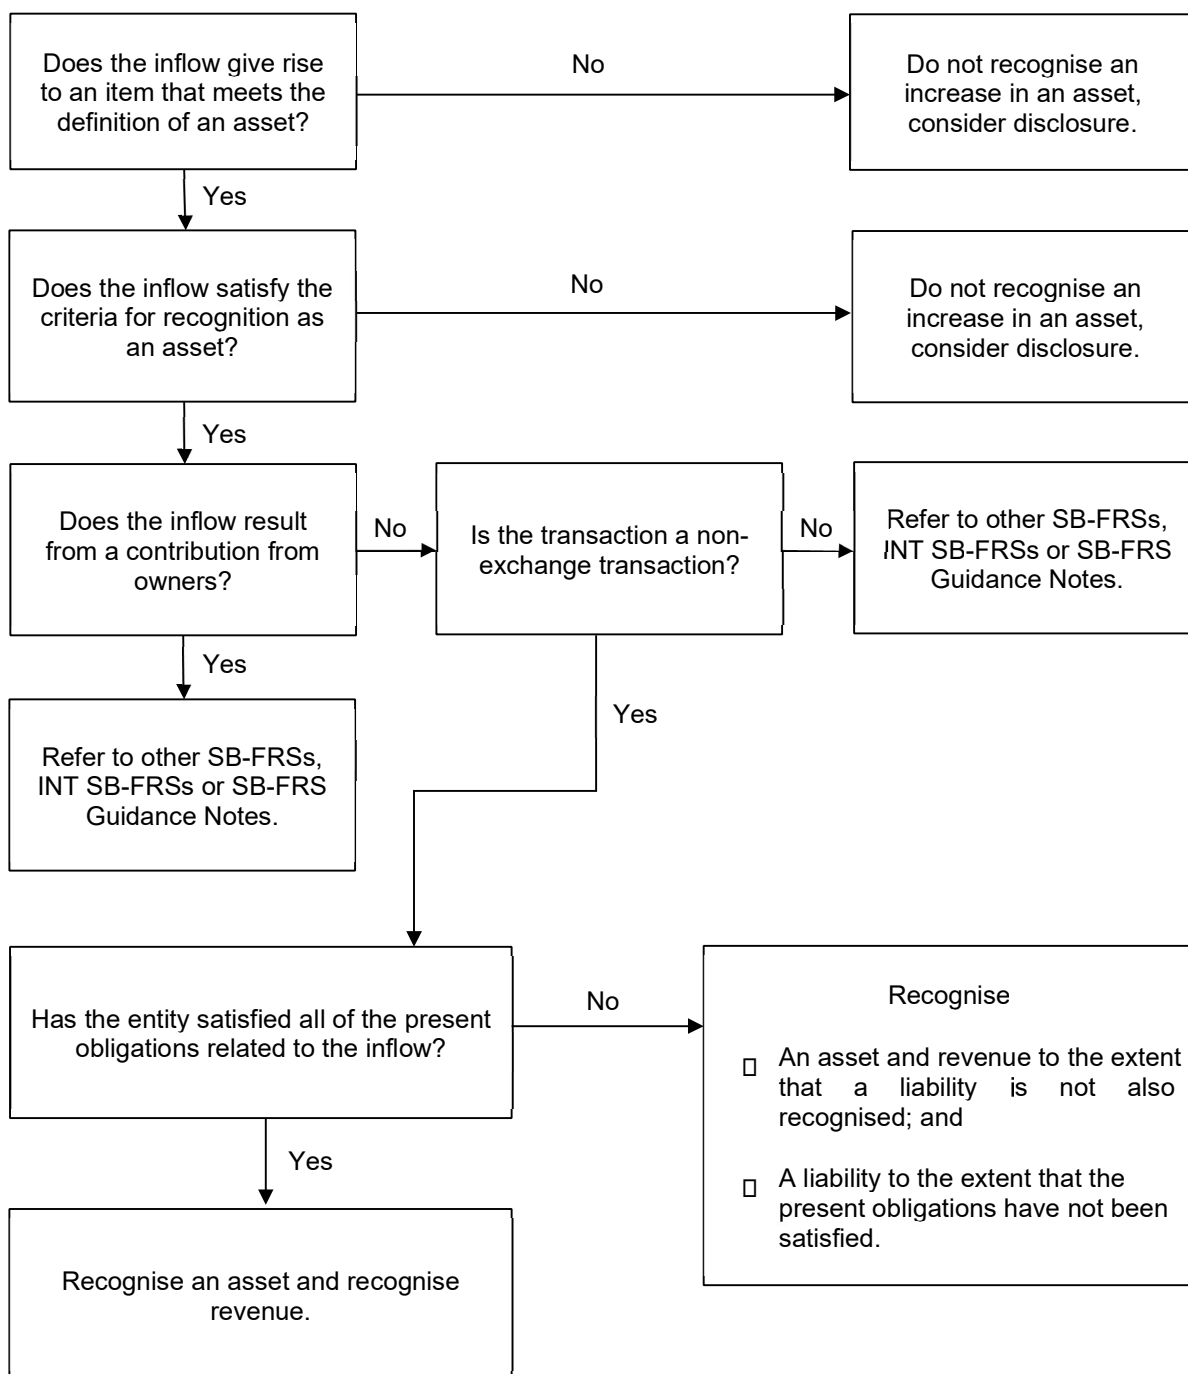 Does the inflow give rise
to an item that meets the
definition of an asset?
No
Do not recognise an
increase in an asset,
consider disclosure.
Yes
Does the inflow satisfy the
criteria for recognition as
an asset?
No
Do not recognise an
increase in an asset,
consider disclosure.
Yes
Does the inflow result
from a contribution from
owners?
No
Is the transaction a non-
exchange transaction?
No
Refer to other SB-FRSs,
INT SB-FRSs or SB-FRS
Guidance Notes.
Yes
Refer to other SB-FRSs,
INT SB-FRSs or SB-FRS
Guidance Notes.
Yes
Has the entity satisfied all of the present
obligations related to the inflow?
No
Recognise
An asset and revenue to the extent
that a liability is not also
recognised; and
A liability to the extent that the
present obligations have not been
satisfied.
Yes
Recognise an asset and recognise
revenue.